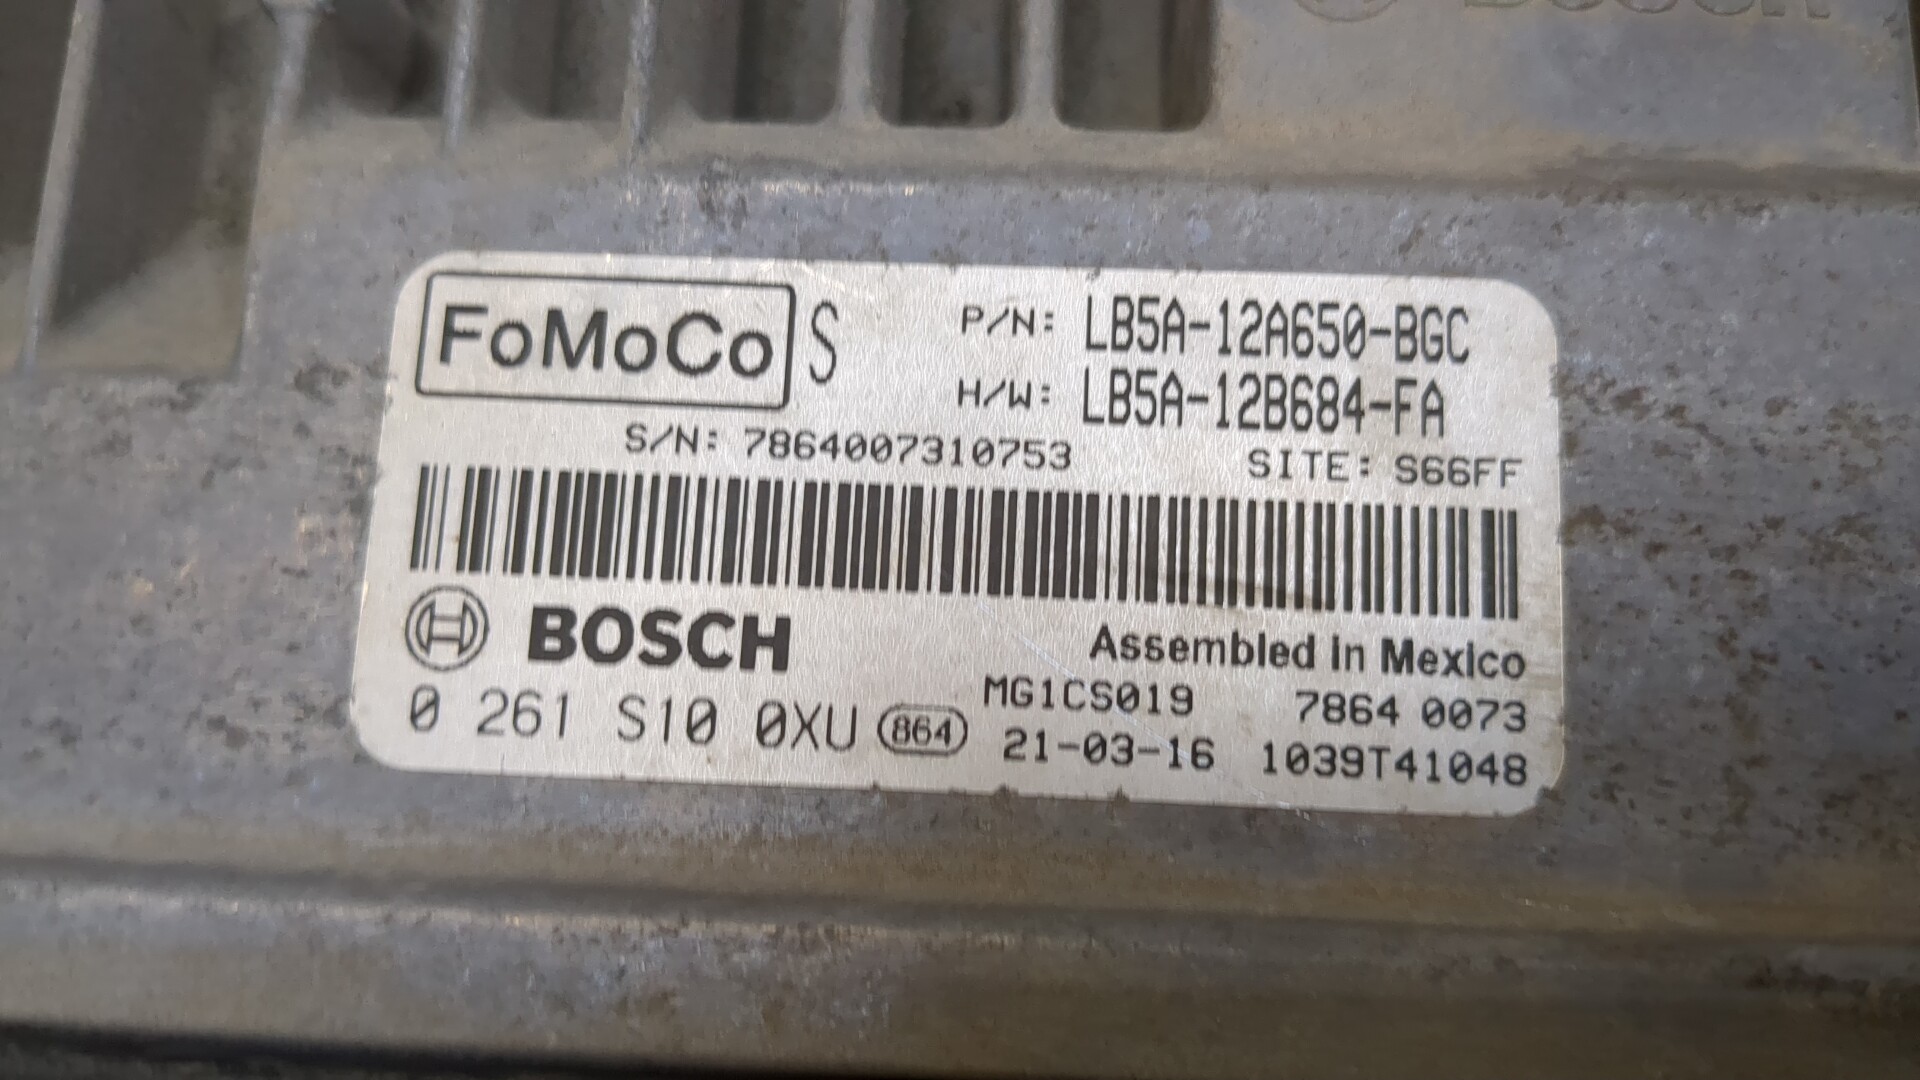 BOSCH
FoMoCo S P/N: LB5A-12A650-BGC
H/W: LB5A-12B684-FA
S/N: 7864007310753 SITE: S66FF
BOSCH Assembled in Mexico
MG1CS019 7864 0073
0 261 S10 0XU 864 21-03-16 1039T41048